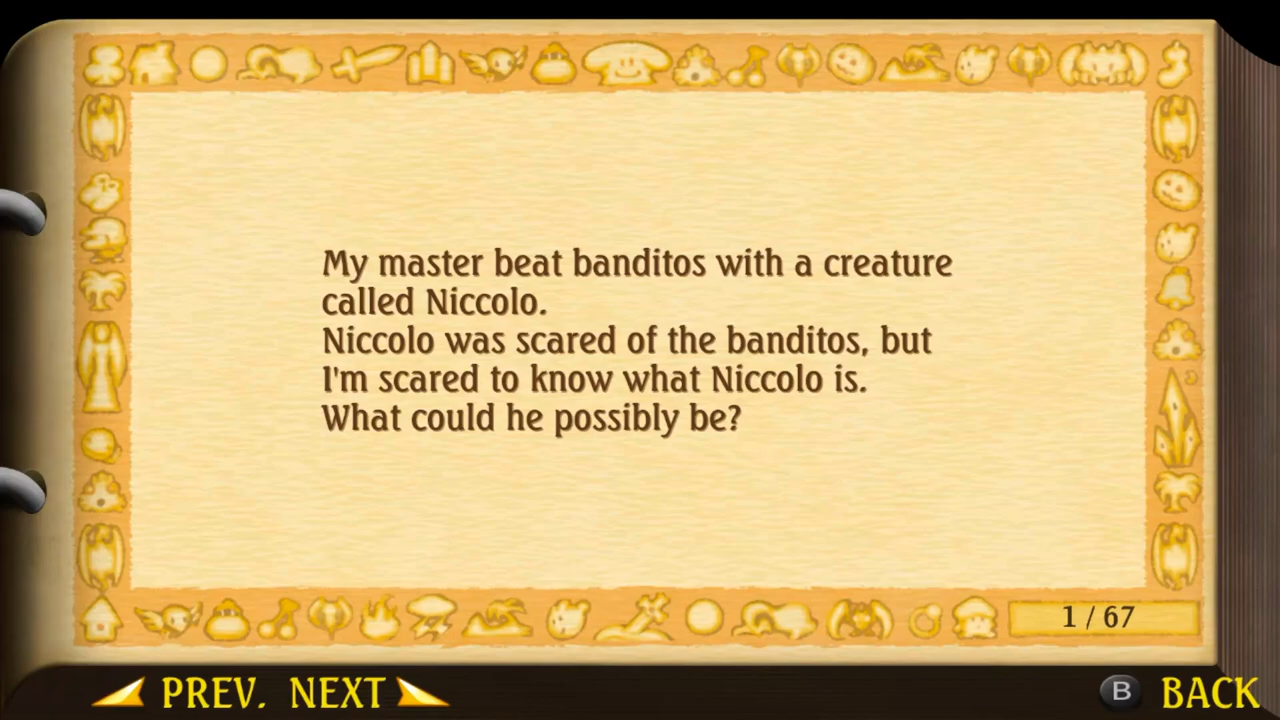 My master beat banditos with a creature
called Niccolo.
Niccolo was scared of the banditos, but
I'm scared to know what Niccolo is.
What could he possibly be?
1 / 67
PREV. NEXT
B BACK